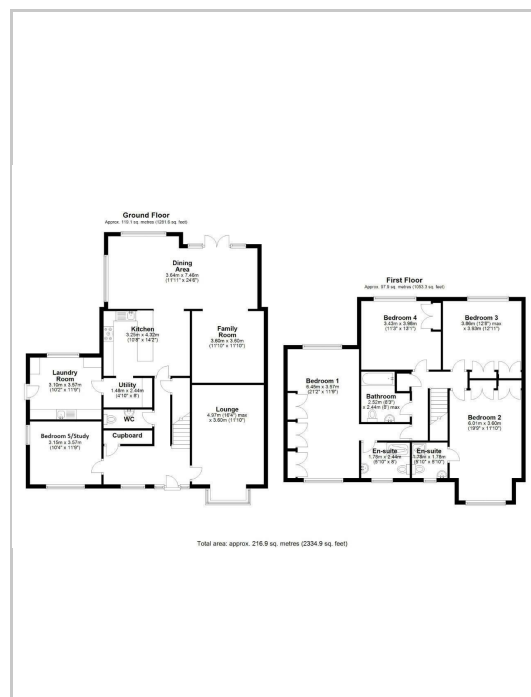 Ground Floor
Approx. 119.1 sq. metres (1281.6 sq. feet)
Dining
Area
3.64m x 7.46m
(11'11" x 24'6")
Kitchen
3.25m x 4.32m
(10'8" x 14'2")
Family
Room
3.60m x 3.60m
(11'10" x 11'10")
Laundry
Room
3.10m x 3.57m
(10'2" x 11'9")
Utility
1.48m x 2.44m
(4'10" x 8')
WC
Cupboard
Lounge
4.97m (16'4") max
x 3.60m (11'10")
Bedroom 5/Study
3.15m x 3.57m
(10'4" x 11'9")
First Floor
Approx. 97.9 sq. metres (1053.3 sq. feet)
Bedroom 4
3.43m x 3.98m
(11'3" x 13'1")
Bedroom 3
3.86m (12'8") max
x 3.93m (12'11")
Bedroom 1
6.46m x 3.57m
(21'2" x 11'9")
Bathroom
2.52m (8'3")
x 2.44m (8') max
Bedroom 2
6.01m x 3.60m
(19'9" x 11'10")
En-suite
1.78m x 2.44m
(5'10" x 8')
En-suite
1.78m x 1.78m
(5'10" x 5'10")
Total area: approx. 216.9 sq. metres (2334.9 sq. feet)